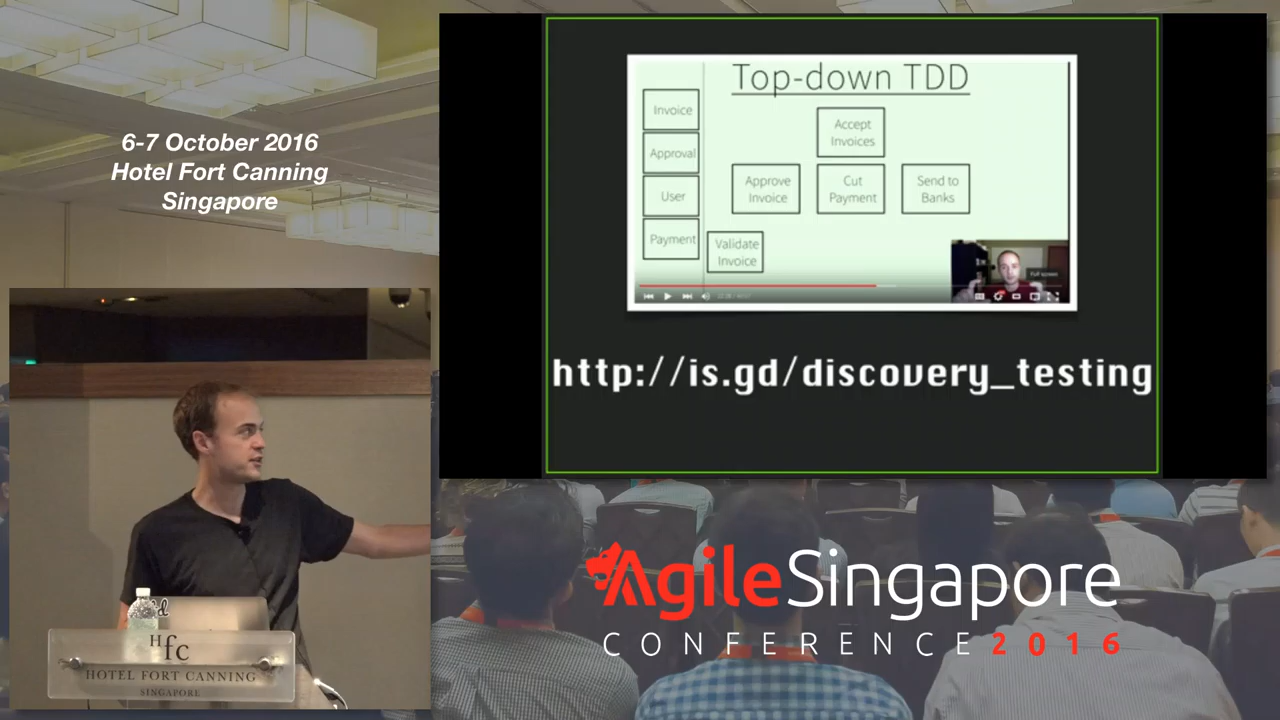 6-7 October 2016
Hotel Fort Canning
Singapore
Top-down TDD
Invoice
Approval
User
Payment
Accept
Invoices
Approve
Invoice
Cut
Payment
Send to
Banks
Validate
Invoice
Full screen
http://is.gd/discovery_testing
Hfc
HOTEL FORT CANNING
SINGAPORE
AgileSingapore
CONFERENCE 2016